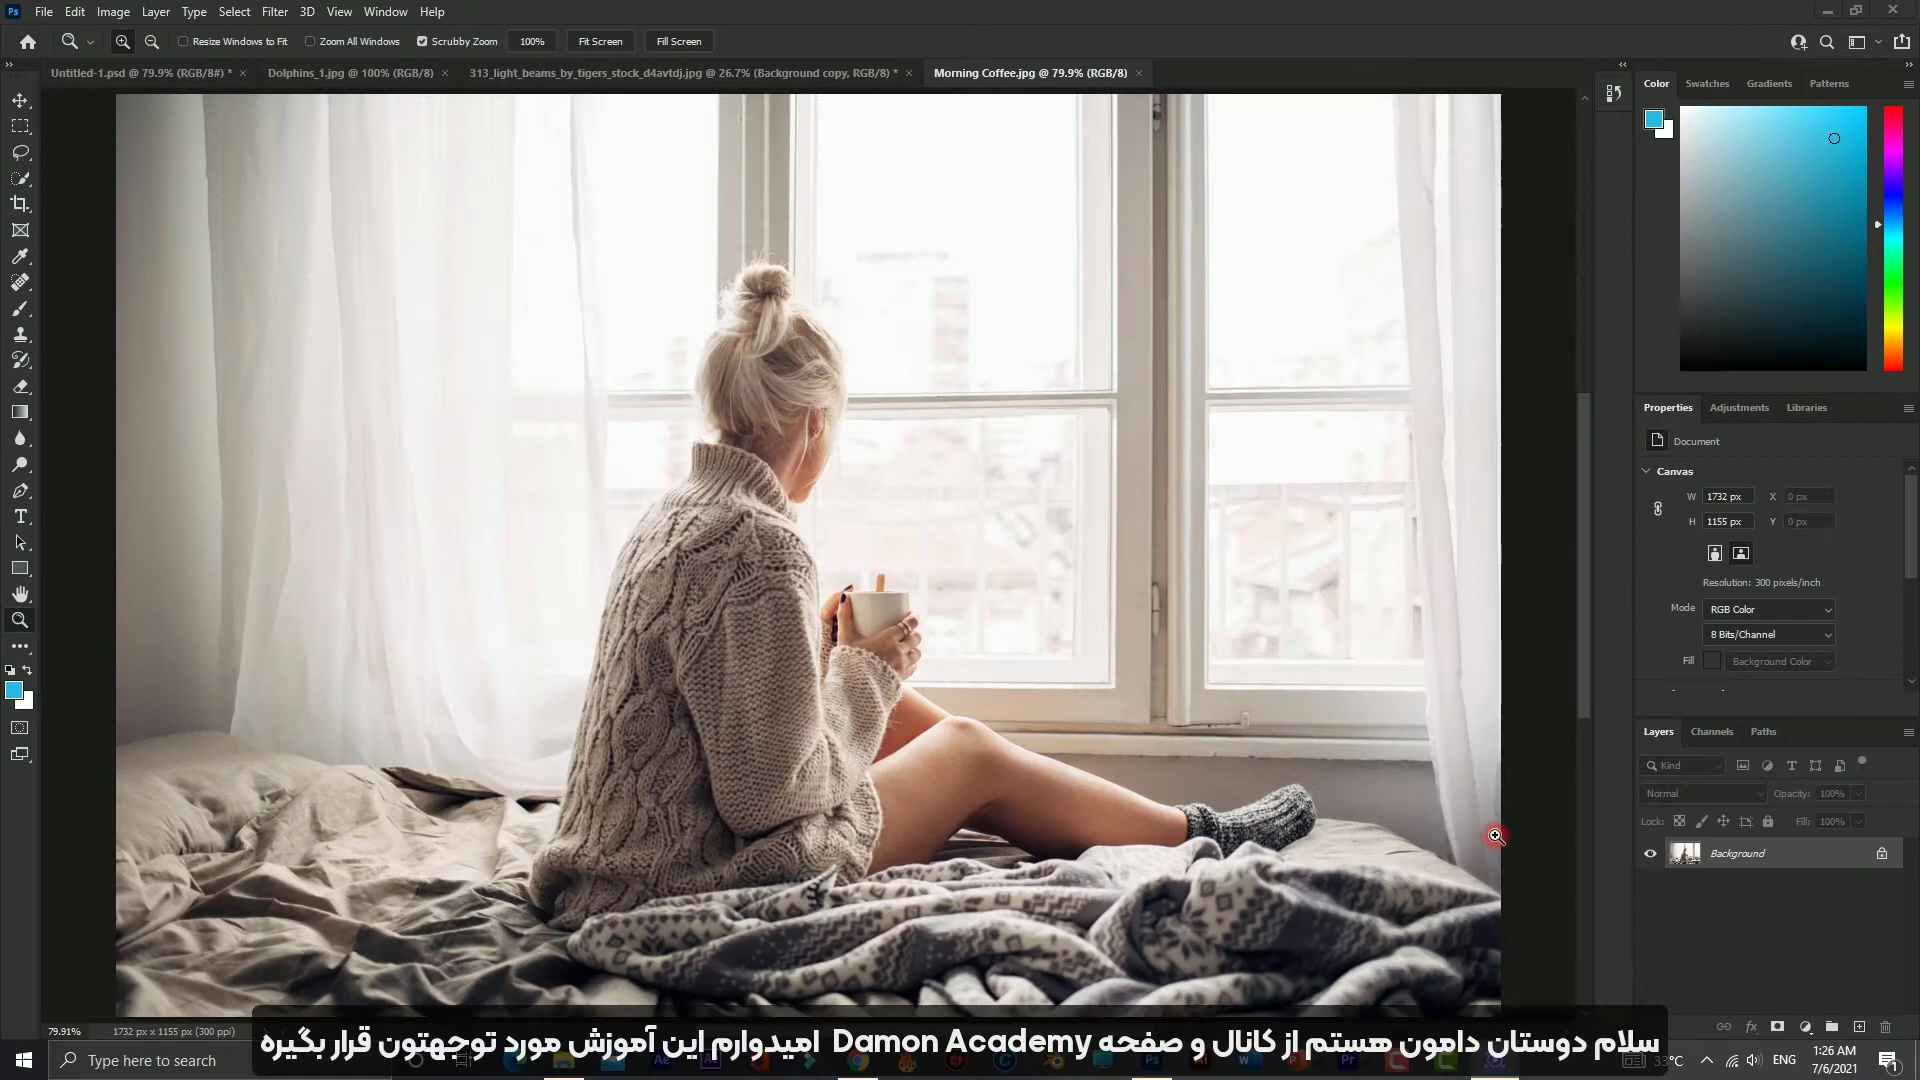 Ps File Edit Image Layer Type Select Filter 3D View Window Help
Resize Windows to Fit Zoom All Windows Scrubby Zoom 100% Fit Screen Fill Screen
Untitled-1.psd @ 79.9% (RGB/8#) * Dolphins_1.jpg @ 100% (RGB/8) 313_light_beams_by_tigers_stock_d4avtdj.jpg @ 26.7% (Background copy, RGB/8) * Morning Coffee.jpg @ 79.9% (RGB/8)
Color Swatches Gradients Patterns
Properties Adjustments Libraries
Document
Canvas
W 1732 px X 0 px
H 1155 px Y 0 px
Resolution: 300 pixels/inch
Mode RGB Color
8 Bits/Channel
Fill Background Color
Layers Channels Paths
Kind
Normal Opacity: 100%
Lock: Fill: 100%
Background
79.91% 1732 px x 1155 px (300 ppi)
سلام دوستان دامون هستم از کانال و صفحه Damon Academy امیدوارم این آموزش مورد توجهتون قرار بگیره
Type here to search
33°C ENG 1:26 AM
7/6/2021